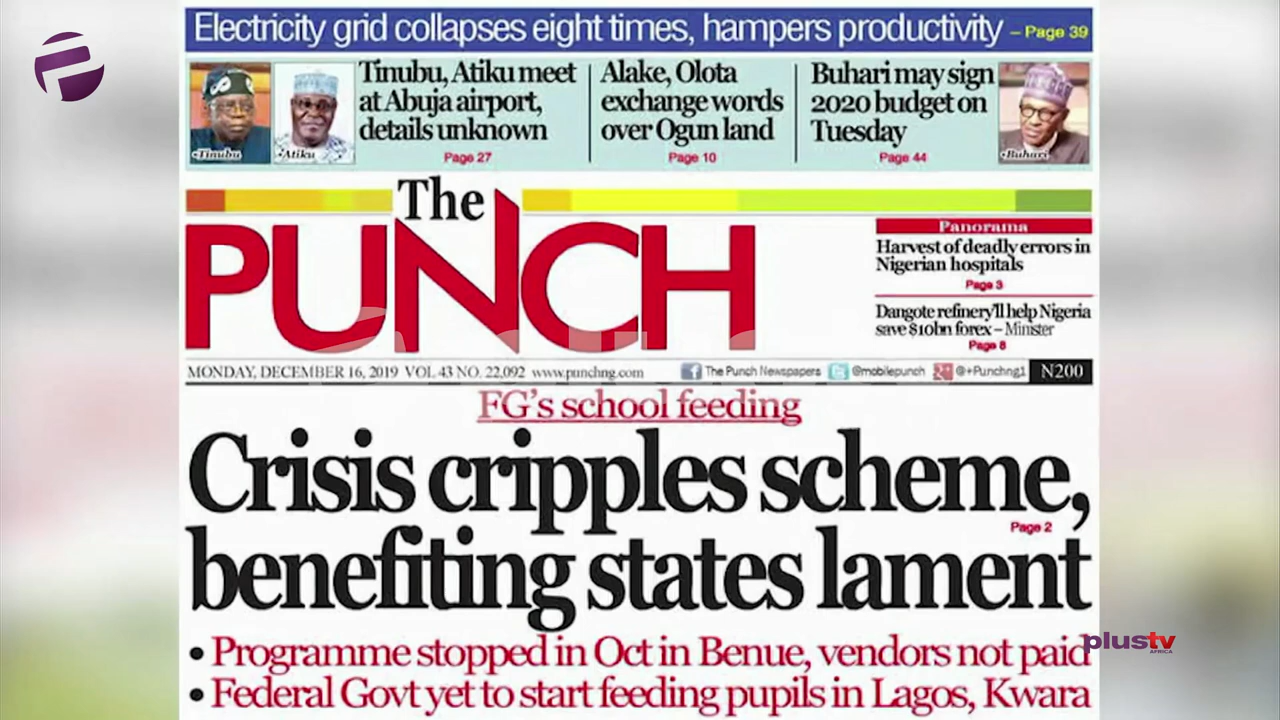 Electricity grid collapses eight times, hampers productivity – Page 39
Tinubu, Atiku meet
at Abuja airport,
details unknown
Page 27
•Tinubu
•Atiku
Alake, Olota
exchange words
over Ogun land
Page 10
Buhari may sign
2020 budget on
Tuesday
Page 44
•Buhari
The
PUNCH
Panorama
Harvest of deadly errors in
Nigerian hospitals
Page 3
Dangote refinery'll help Nigeria
save $10bn forex – Minister
Page 8
MONDAY, DECEMBER 16, 2019 VOL 43 NO. 22,092 www.punchng.com The Punch Newspapers @mobilepunch @+Punchng1 N200
FG's school feeding
Crisis cripples scheme,
Page 2
benefiting states lament
• Programme stopped in Oct in Benue, vendors not paid
• Federal Govt yet to start feeding pupils in Lagos, Kwara
plustv
AFRICA